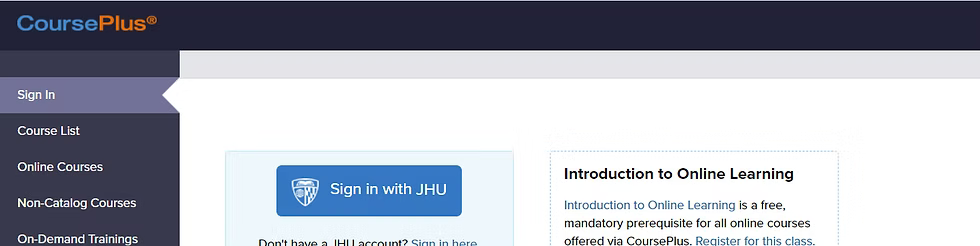 CoursePlus®
Sign In
Course List
Online Courses
Non-Catalog Courses
On-Demand Trainings
Sign in with JHU
Don't have a JHU account? Sign in here
Introduction to Online Learning
Introduction to Online Learning is a free,
mandatory prerequisite for all online courses
offered via CoursePlus. Register for this class.